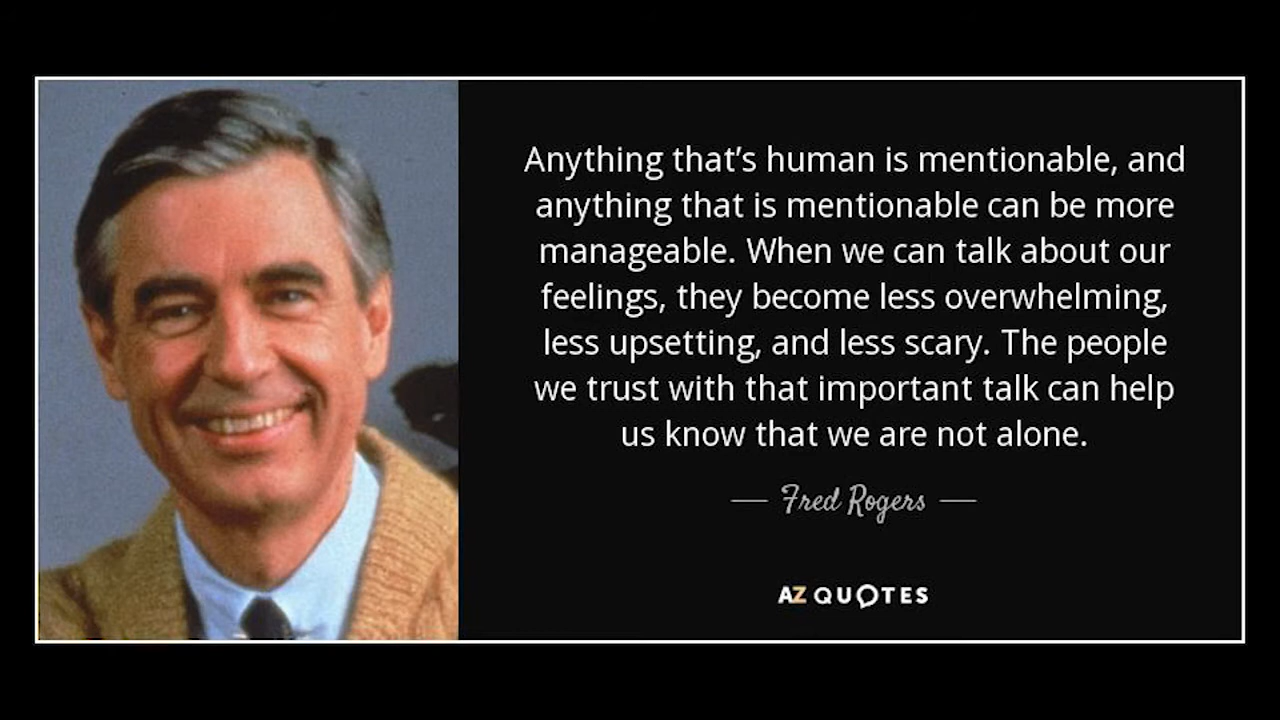 Anything that’s human is mentionable, and
anything that is mentionable can be more
manageable. When we can talk about our
feelings, they become less overwhelming,
less upsetting, and less scary. The people
we trust with that important talk can help
us know that we are not alone.
Fred Rogers
AZ QUOTES